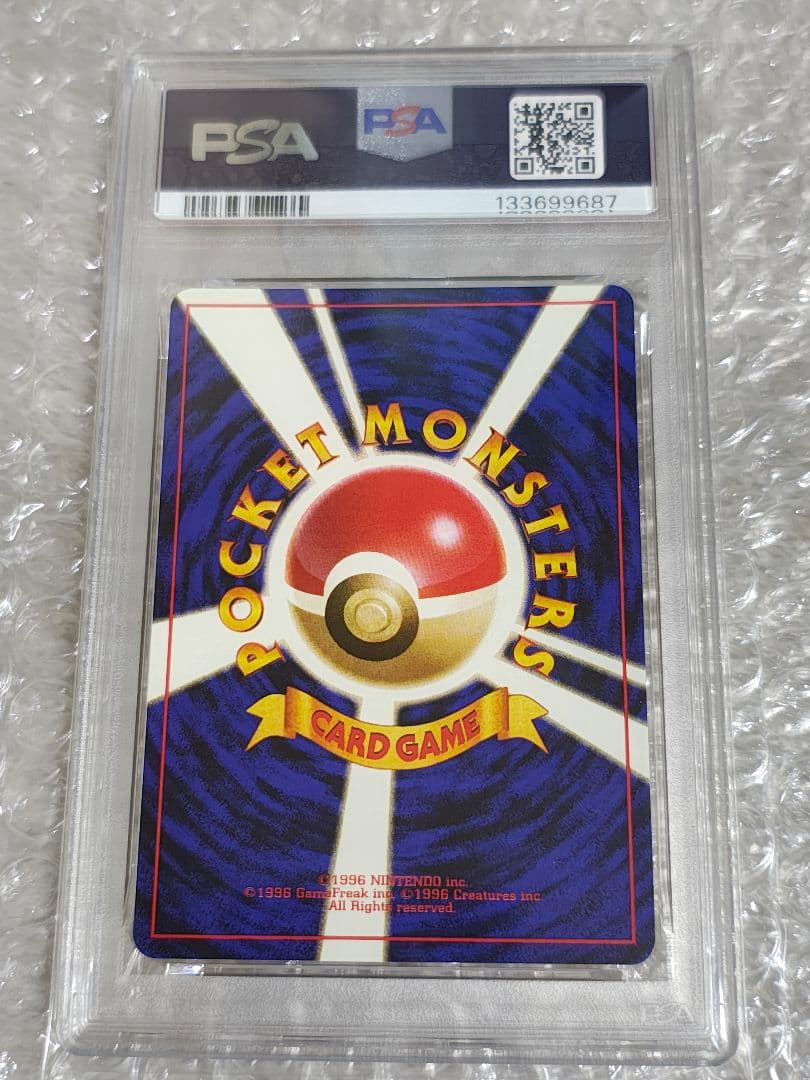 PSA
PSA
133699687
POCKET MONSTERS
CARD GAME
©1996 NINTENDO inc.
©1996 GameFreak inc. ©1996 Creatures inc.
All Rights reserved.
PSA